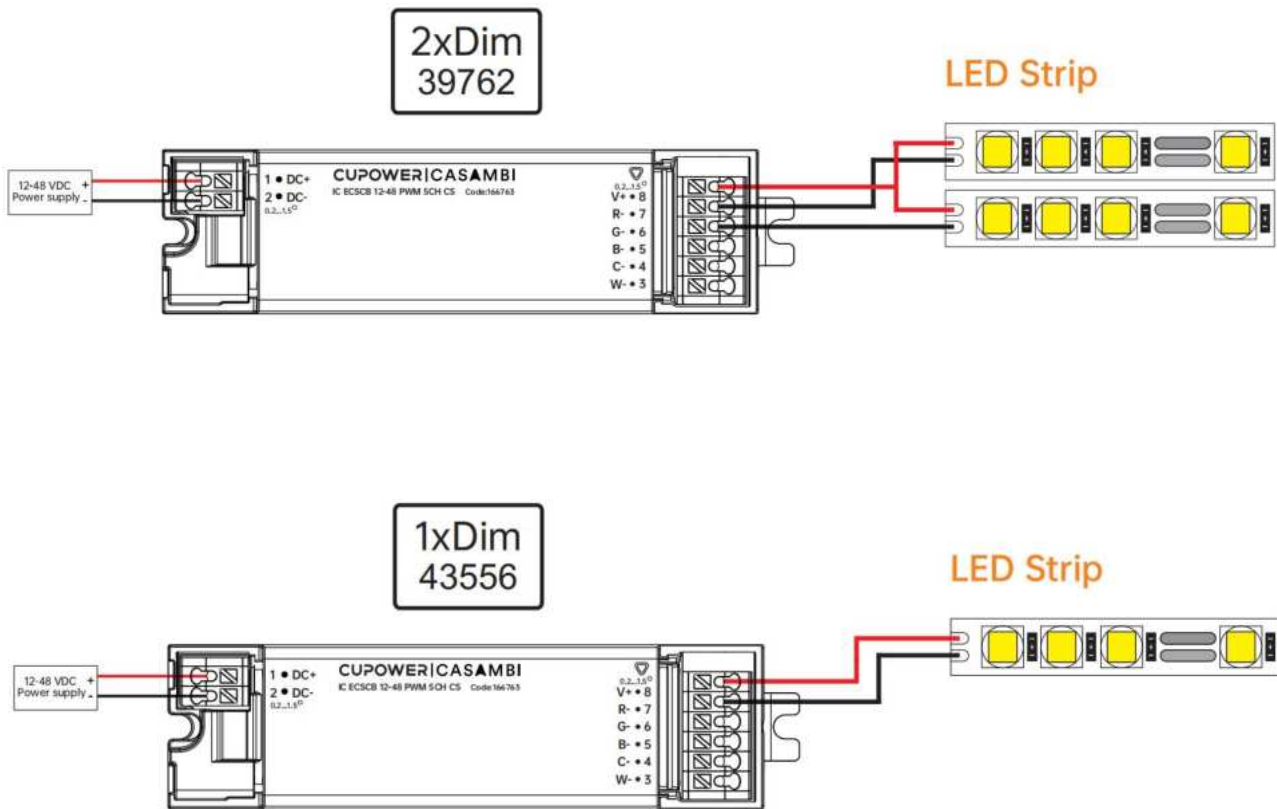 2xDim
39762
LED Strip
12-48 VDC +
Power supply -
1 • DC+
2 • DC-
0.2...1.5□
CUPOWER|CASAMBI
IC ECSCB 12-48 PWM 5CH CS Code:166763
0.2...1.5□
V+ • 8
R- • 7
G- • 6
B- • 5
C- • 4
W- • 3
1xDim
43556
LED Strip
12-48 VDC +
Power supply -
1 • DC+
2 • DC-
0.2...1.5□
CUPOWER|CASAMBI
IC ECSCB 12-48 PWM 5CH CS Code:166763
0.2...1.5□
V+ • 8
R- • 7
G- • 6
B- • 5
C- • 4
W- • 3